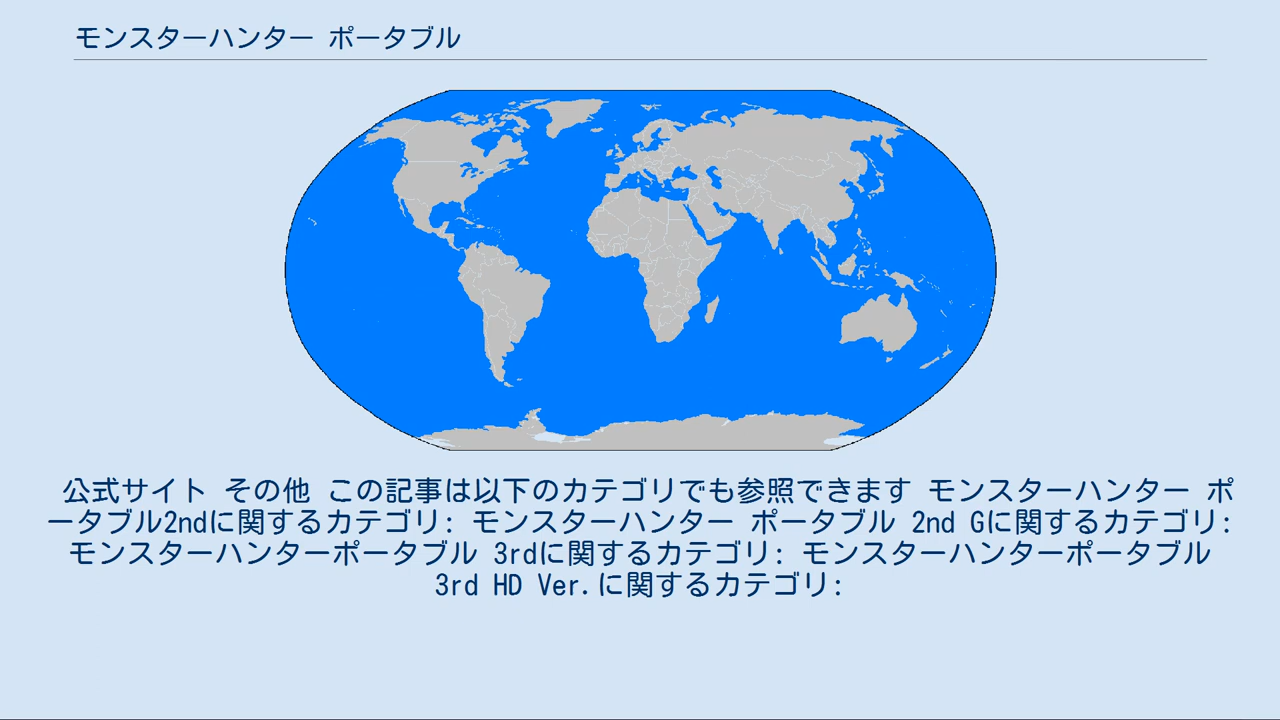 モンスターハンター ポータブル
公式サイト その他 この記事は以下のカテゴリでも参照できます モンスターハンター ポ
ータブル2ndに関するカテゴリ: モンスターハンター ポータブル 2nd Gに関するカテゴリ:
モンスターハンターポータブル 3rdに関するカテゴリ: モンスターハンターポータブル
3rd HD Ver.に関するカテゴリ: